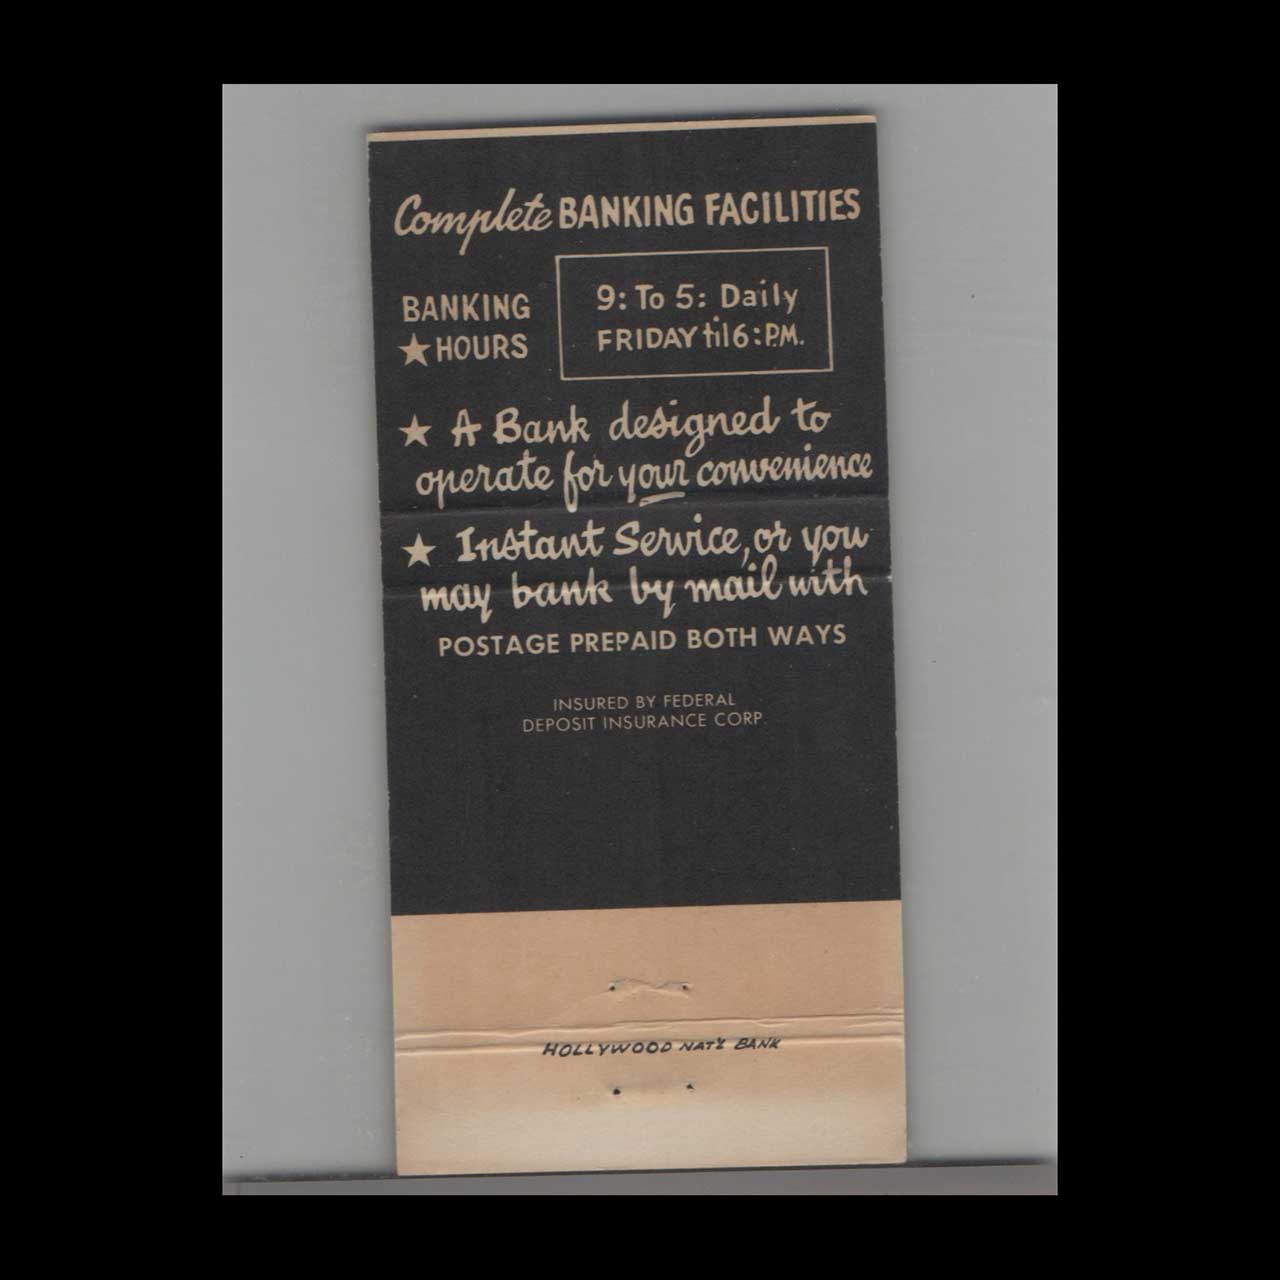 Complete BANKING FACILITIES
BANKING
★ HOURS
9: To 5: Daily
FRIDAY til 6: P.M.
★ A Bank designed to
operate for your convenience
★ Instant Service, or you
may bank by mail with
POSTAGE PREPAID BOTH WAYS
INSURED BY FEDERAL
DEPOSIT INSURANCE CORP.
HOLLYWOOD NAT'L BANK